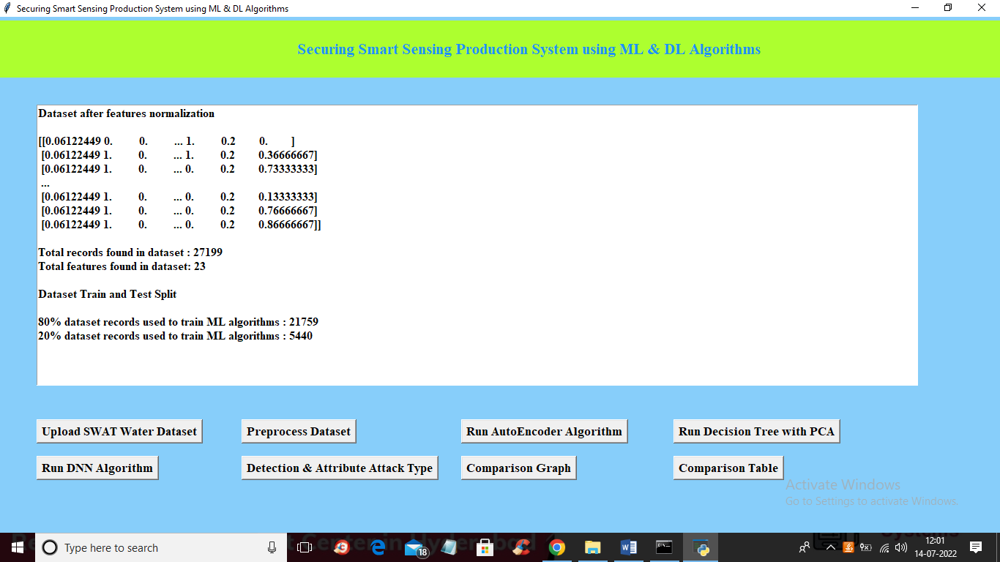 Securing Smart Sensing Production System using ML & DL Algorithms
Securing Smart Sensing Production System using ML & DL Algorithms
Dataset after features normalization
[[0.06122449 0. 0. ... 1. 0.2 0. ]
[0.06122449 1. 0. ... 1. 0.2 0.36666667]
[0.06122449 1. 0. ... 0. 0.2 0.73333333]
...
[0.06122449 1. 0. ... 0. 0.2 0.13333333]
[0.06122449 1. 0. ... 0. 0.2 0.76666667]
[0.06122449 1. 0. ... 0. 0.2 0.86666667]]
Total records found in dataset : 27199
Total features found in dataset: 23
Dataset Train and Test Split
80% dataset records used to train ML algorithms : 21759
20% dataset records used to train ML algorithms : 5440
Upload SWAT Water Dataset Preprocess Dataset Run AutoEncoder Algorithm Run Decision Tree with PCA
Run DNN Algorithm Detection & Attribute Attack Type Comparison Graph Comparison Table
Activate Windows
Go to Settings to activate Windows.
Type here to search
18
12:01
14-07-2022